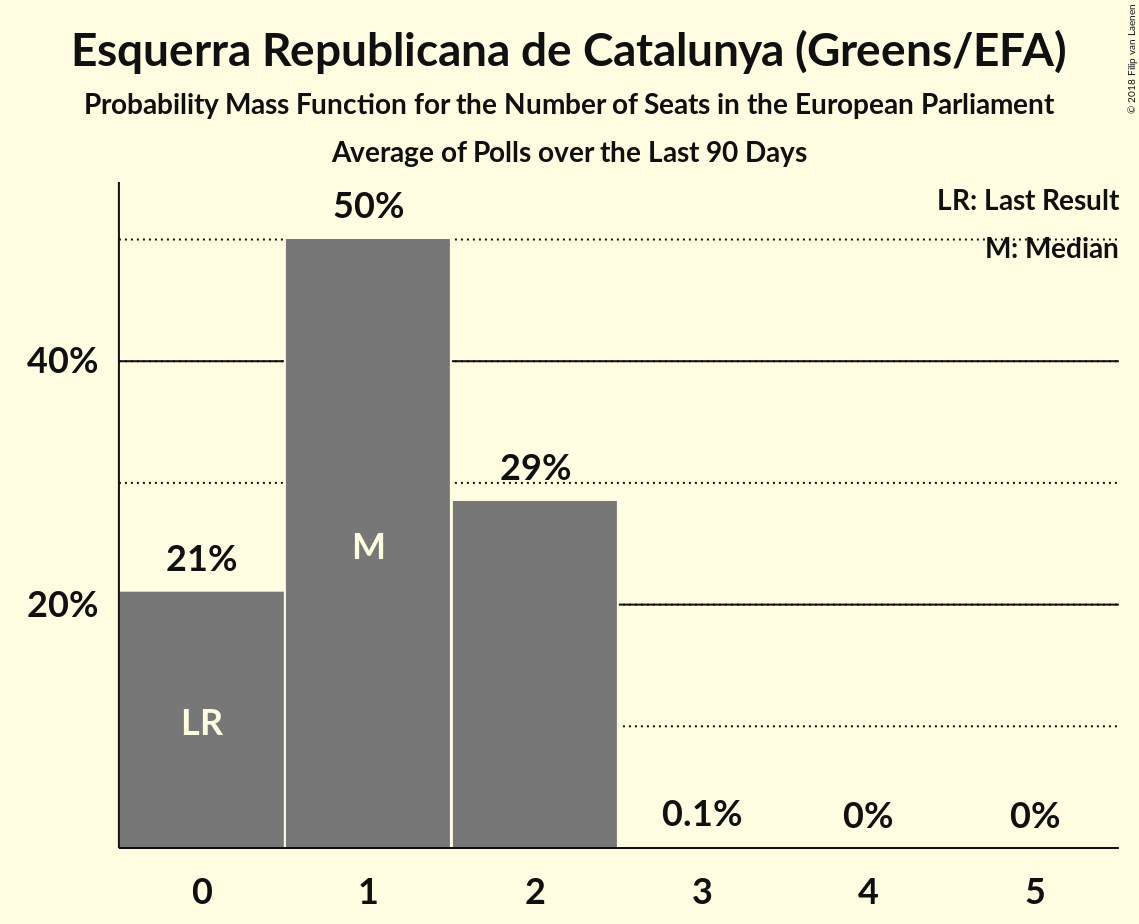 Esquerra Republicana de Catalunya (Greens/EFA)
Probability Mass Function for the Number of Seats in the European Parliament
Average of Polls over the Last 90 Days
© 2018 Filip van Laenen
LR: Last Result
M: Median
50%
40%
29%
M
21%
20%
LR
0.1%
0%
0%
0
1
2
3
4
5